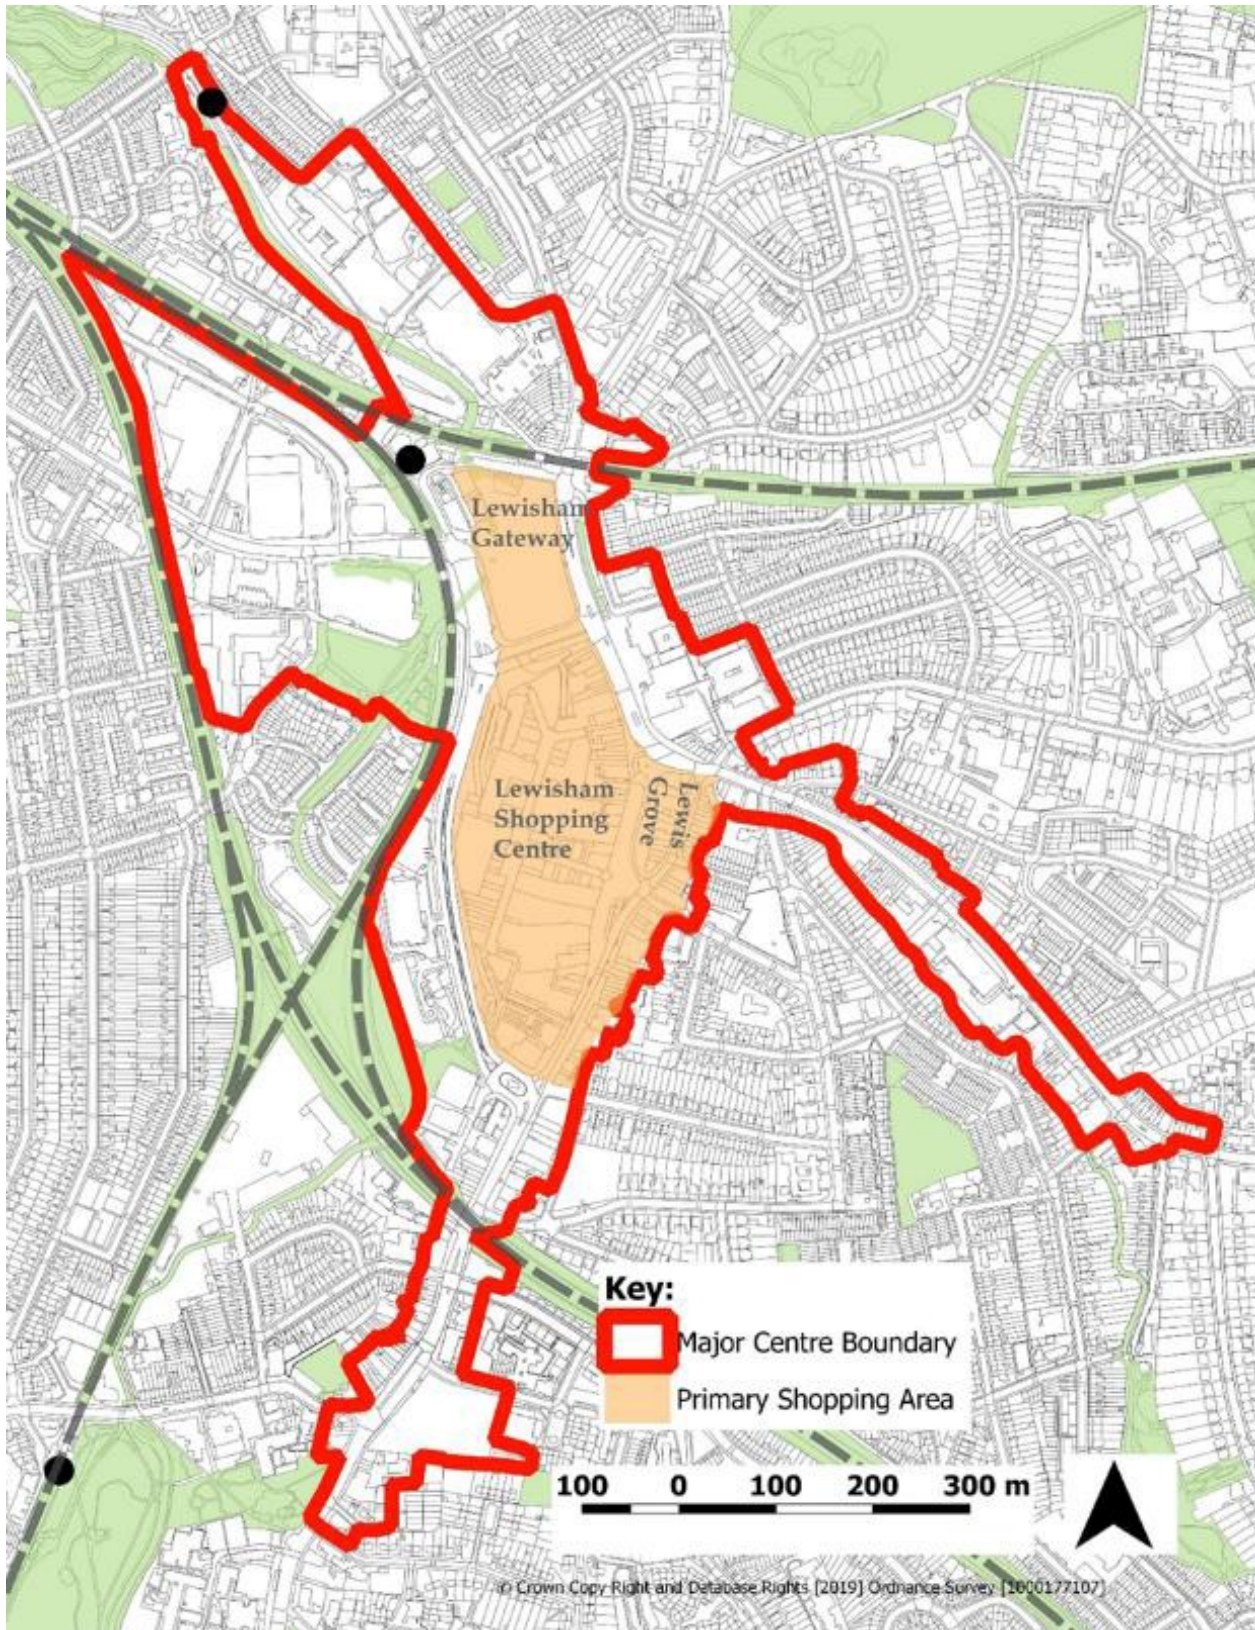 Lewisham
Gateway
Lewisham
Shopping
Centre
Lewis
Grove
Key:
Major Centre Boundary
Primary Shopping Area
100 0 100 200 300 m
© Crown Copy Right and Database Rights [2019] Ordnance Survey [1000177107]